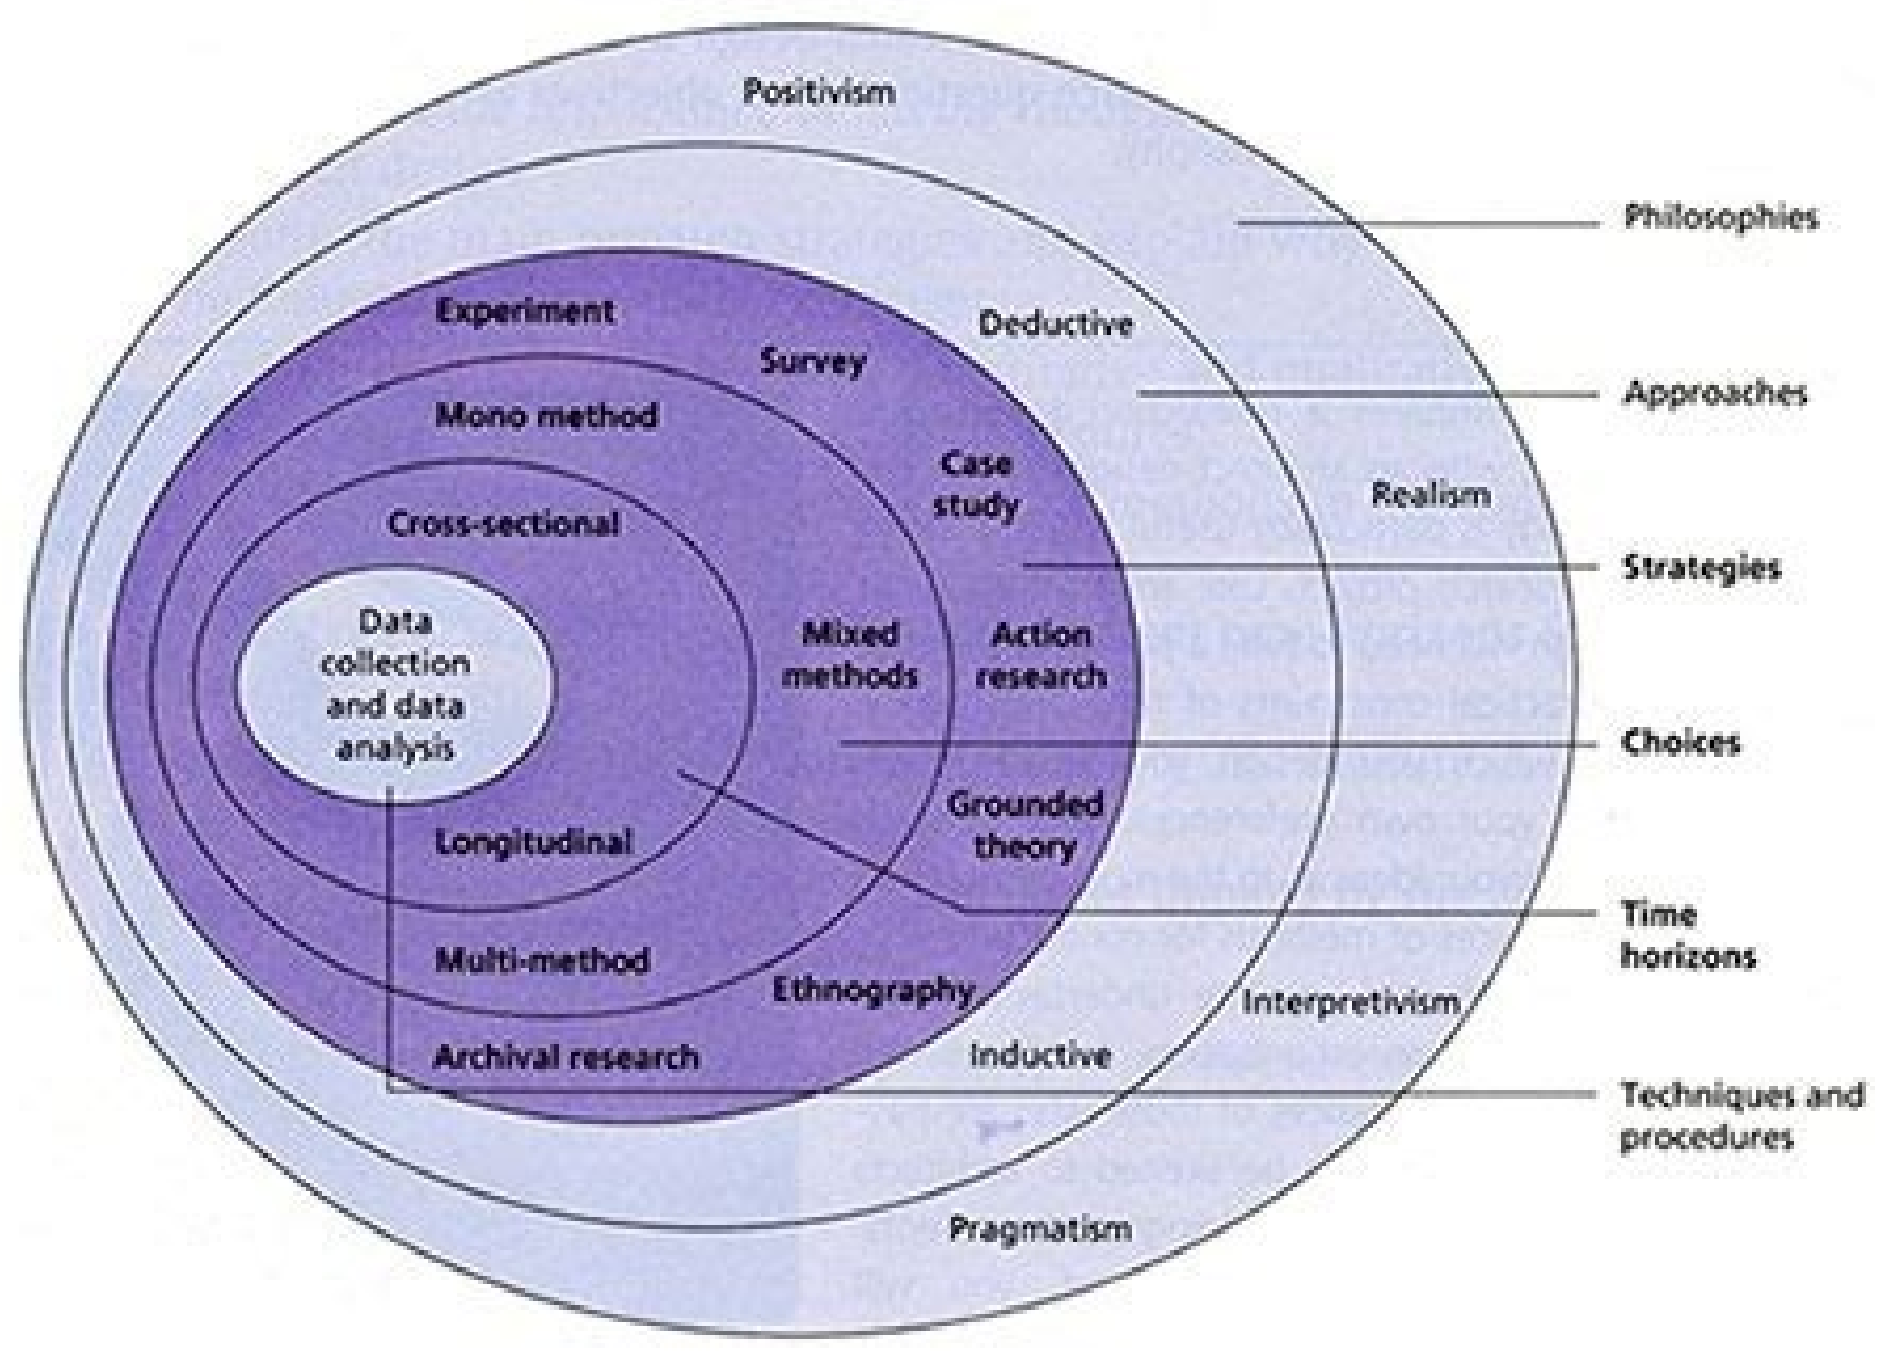 Positivism
Philosophies
Experiment
Deductive
Survey
Approaches
Mono method
Case
study
Realism
Cross-sectional
Strategies
Data
collection
and data
analysis
Mixed
methods
Action
research
Choices
Grounded
theory
Longitudinal
Time
horizons
Multi-method
Ethnography
Interpretivism
Archival research
Inductive
Techniques and
procedures
Pragmatism